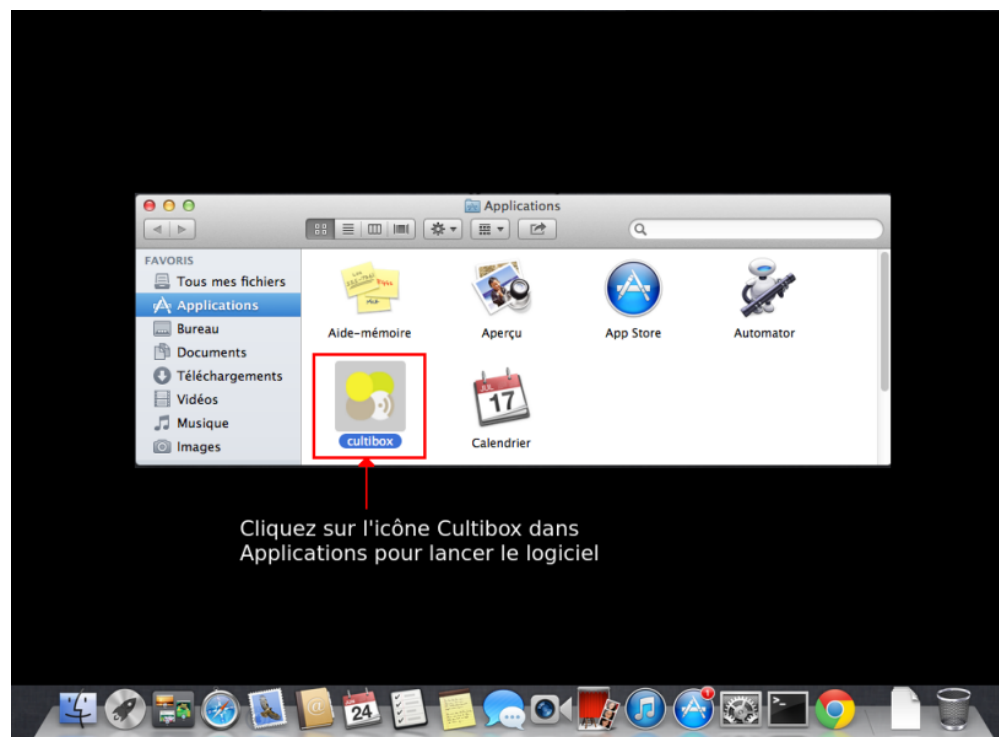 Applications
FAVORIS
Tous mes fichiers
Applications
Bureau
Documents
Téléchargements
Vidéos
Musique
Images
Aide-mémoire
Aperçu
App Store
Automator
cultibox
JUL
17
Calendrier
Cliquez sur l'icône Cultibox dans
Applications pour lancer le logiciel
@
24
1